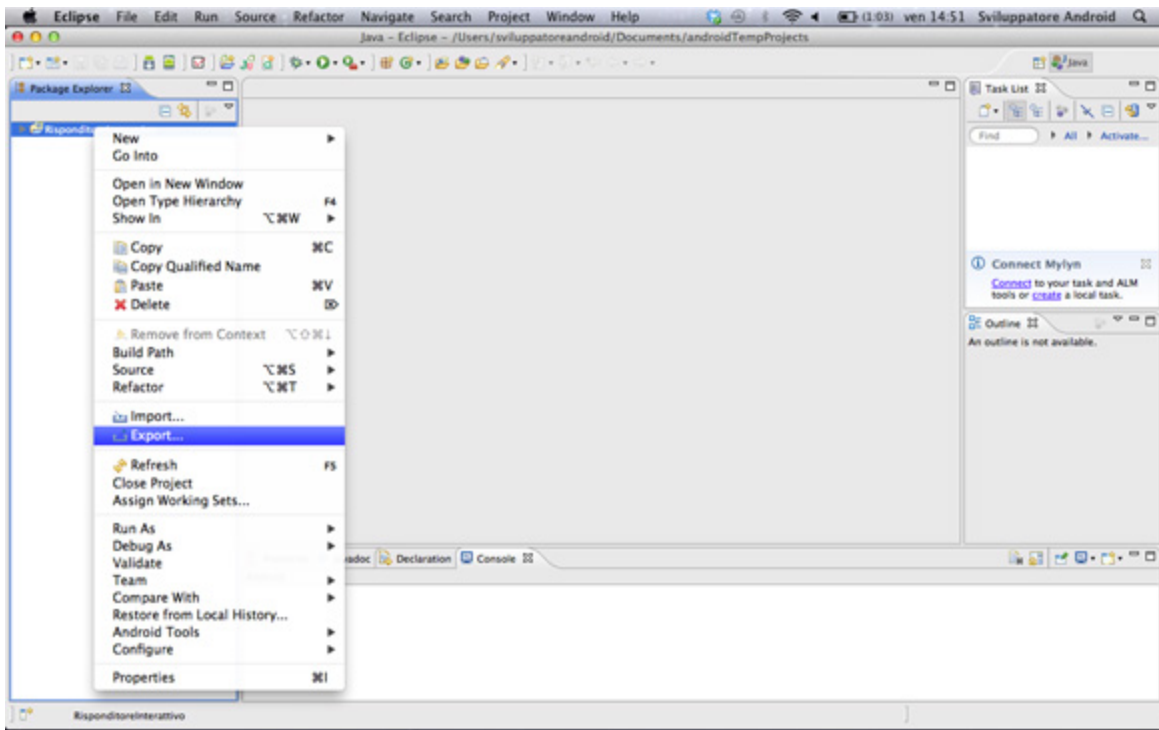 Eclipse File Edit Run Source Refactor Navigate Search Project Window Help (1:03) ven 14:51 Sviluppatore Android
Java - Eclipse - /Users/sviluppatoreandroid/Documents/androidTempProjects
Java
Package Explorer
Task List
Find All Activate...
New
Go Into
Open in New Window
Open Type Hierarchy F4
Show In ⌥⌘W
Copy ⌘C
Copy Qualified Name
Paste ⌘V
Delete ⌦
Remove from Context ⌥⇧⌘↓
Build Path
Source ⌥⌘S
Refactor ⌥⌘T
Import...
Export...
Refresh F5
Close Project
Assign Working Sets...
Run As
Debug As
Validate
Team
Compare With
Restore from Local History...
Android Tools
Configure
Properties ⌘I
Connect Mylyn
Connect to your task and ALM
tools or create a local task.
Outline
An outline is not available.
Declaration Console
RisponditoreInterattivo